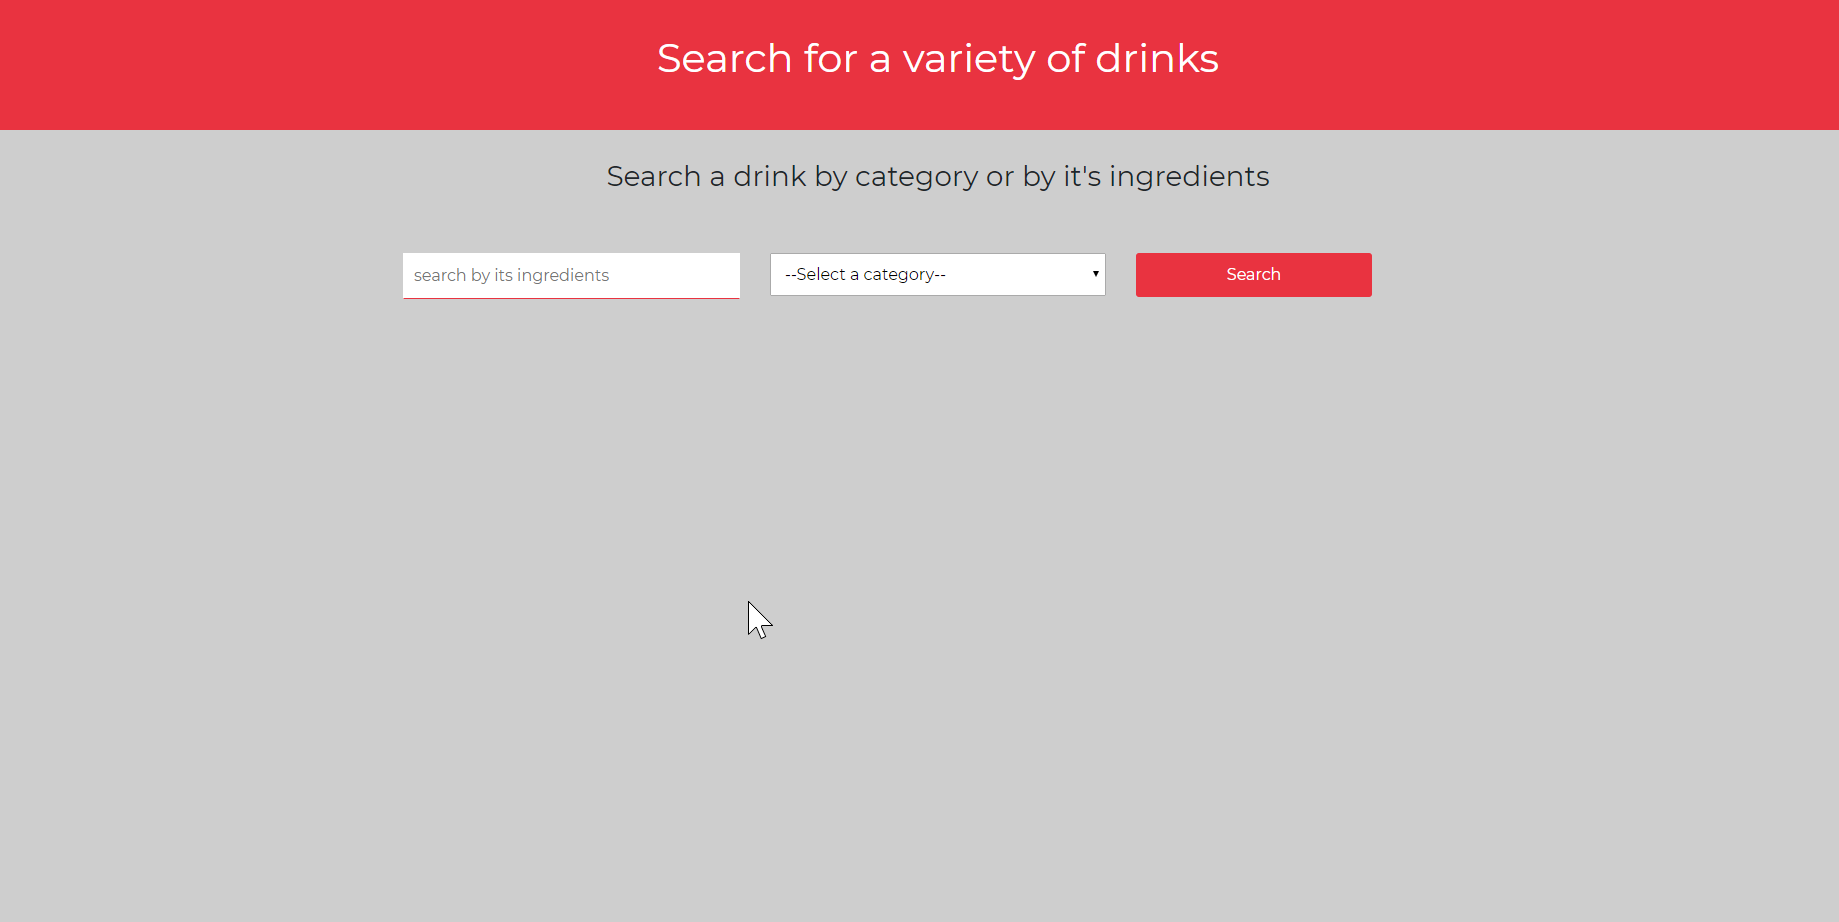 Search for a variety of drinks
Search a drink by category or by it's ingredients
search by its ingredients
--Select a category--
Search